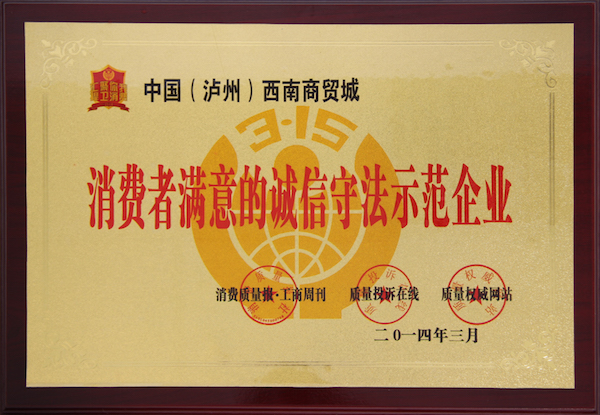 中国（泸州）西南商贸城
3·15
消费者满意的诚信守法示范企业
消费质量报·工商周刊 质量投诉在线 质量权威网站
二0一四年三月